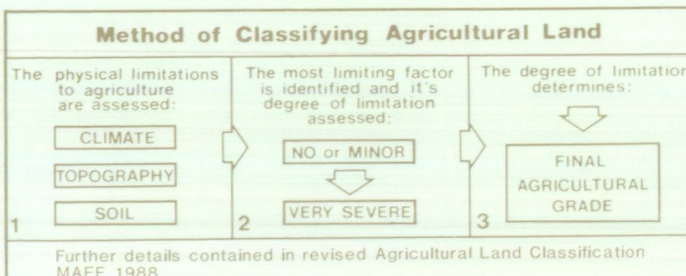 Method of Classifying Agricultural Land
The physical limitations
to agriculture
are assessed:
CLIMATE
TOPOGRAPHY
SOIL
1
The most limiting factor
is identified and it's
degree of limitation
assessed:
NO or MINOR
VERY SEVERE
2
The degree of limitation
determines:
FINAL
AGRICULTURAL
GRADE
3
Further details contained in revised Agricultural Land Classification
MAFF 1988